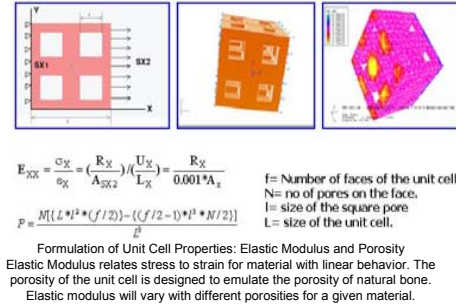 Y
SX1
SX2
X
E_XX = σ_X / ε_X = (R_X / A_SX2) / (U_X / L_X) = R_X / 0.001*A_s
P = N[{L*l²*(f/2)}-{(f/2-1)*l³*N/2}] / L³
f= Number of faces of the unit cell
N= no of pores on the face.
l= size of the square pore
L= size of the unit cell.
Formulation of Unit Cell Properties: Elastic Modulus and Porosity
Elastic Modulus relates stress to strain for material with linear behavior. The
porosity of the unit cell is designed to emulate the porosity of natural bone.
Elastic modulus will vary with different porosities for a given material.